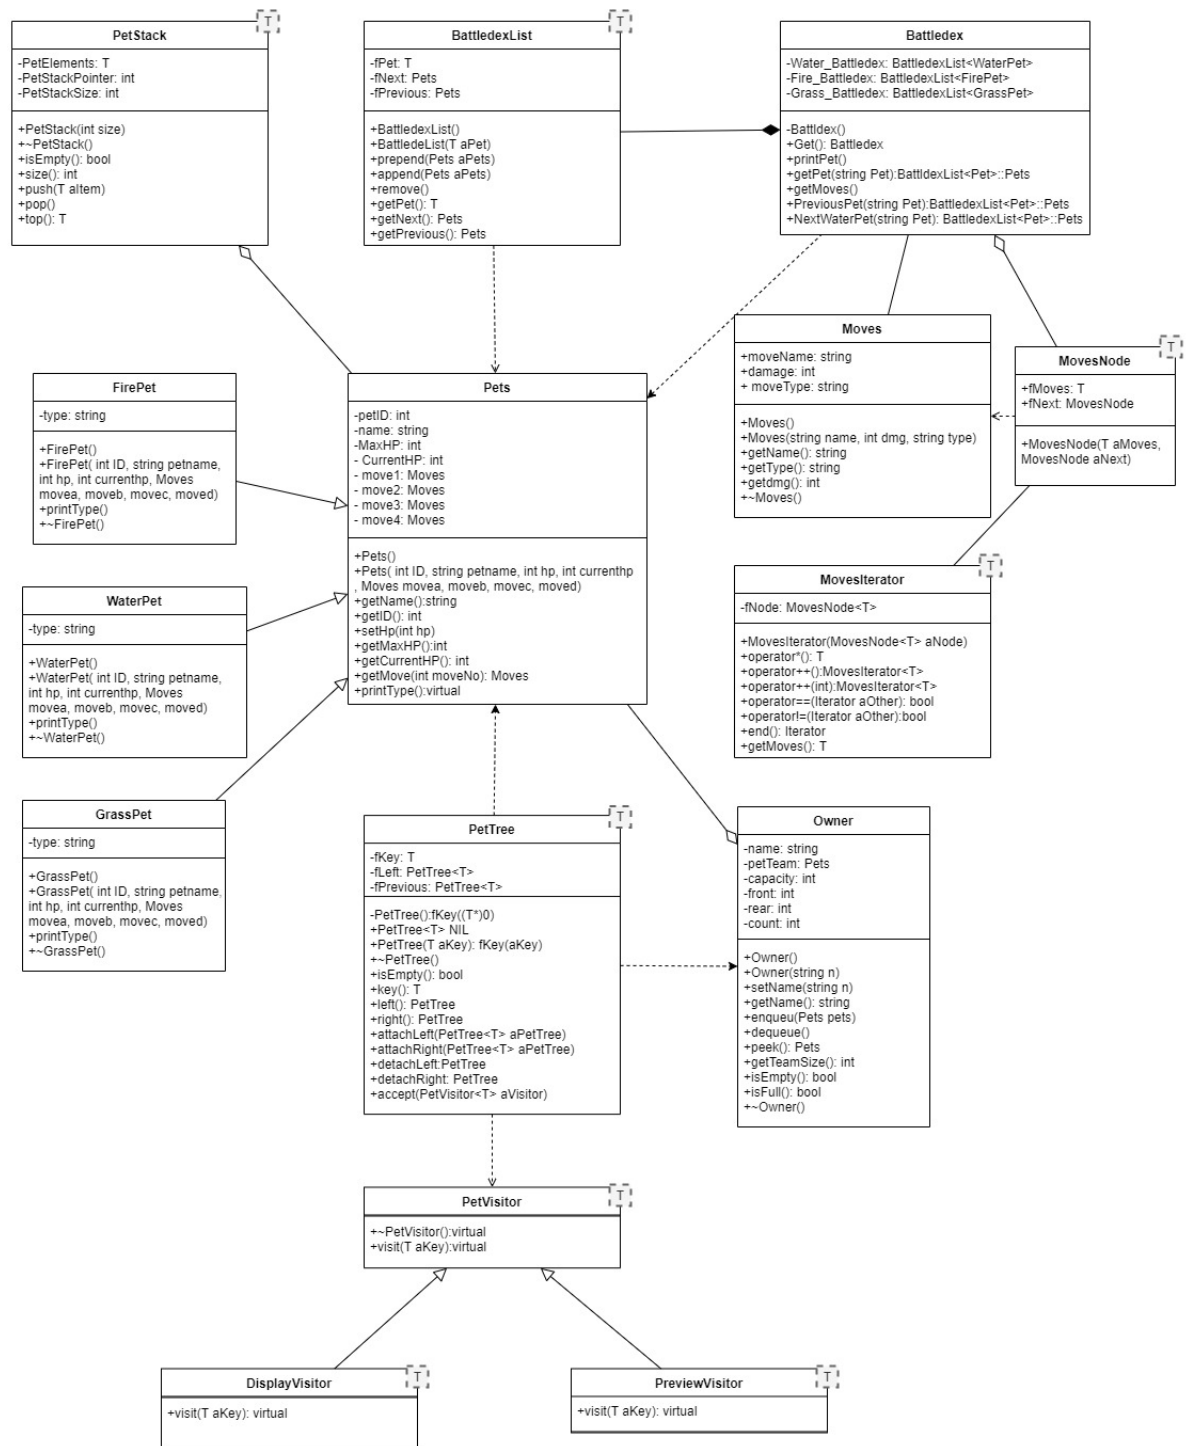 PetStack
T
-PetElements: T
-PetStackPointer: int
-PetStackSize: int
+PetStack(int size)
+~PetStack()
+isEmpty(): bool
+size(): int
+push(T aItem)
+pop()
+top(): T
BattledexList
T
-fPet: T
-fNext: Pets
-fPrevious: Pets
+BattledexList()
+BattledeList(T aPet)
+prepend(Pets aPets)
+append(Pets aPets)
+remove()
+getPet(): T
+getNext(): Pets
+getPrevious(): Pets
Battledex
-Water_Battledex: BattledexList<WaterPet>
-Fire_Battledex: BattledexList<FirePet>
-Grass_Battledex: BattledexList<GrassPet>
-Battldex()
+Get(): Battledex
+printPet()
+getPet(string Pet):BattldexList<Pet>::Pets
+getMoves()
+PreviousPet(string Pet):BattledexList<Pet>::Pets
+NextWaterPet(string Pet): BattledexList<Pet>::Pets
Moves
+moveName: string
+damage: int
+ moveType: string
+Moves()
+Moves(string name, int dmg, string type)
+getName(): string
+getType(): string
+getdmg(): int
+~Moves()
MovesNode
T
+fMoves: T
+fNext: MovesNode
+MovesNode(T aMoves,
MovesNode aNext)
FirePet
-type: string
+FirePet()
+FirePet( int ID, string petname,
int hp, int currenthp, Moves
movea, moveb, movec, moved)
+printType()
+~FirePet()
Pets
-petID: int
-name: string
-MaxHP: int
- CurrentHP: int
- move1: Moves
- move2: Moves
- move3: Moves
- move4: Moves
+Pets()
+Pets( int ID, string petname, int hp, int currenthp
, Moves movea, moveb, movec, moved)
+getName():string
+getID(): int
+setHp(int hp)
+getMaxHP():int
+getCurrentHP(): int
+getMove(int moveNo): Moves
+printType():virtual
MovesIterator
T
-fNode: MovesNode<T>
+MovesIterator(MovesNode<T> aNode)
+operator*(): T
+operator++():MovesIterator<T>
+operator++(int):MovesIterator<T>
+operator==(Iterator aOther): bool
+operator!=(Iterator aOther):bool
+end(): Iterator
+getMoves(): T
WaterPet
-type: string
+WaterPet()
+WaterPet( int ID, string petname,
int hp, int currenthp, Moves
movea, moveb, movec, moved)
+printType()
+~WaterPet()
GrassPet
-type: string
+GrassPet()
+GrassPet( int ID, string petname,
int hp, int currenthp, Moves
movea, moveb, movec, moved)
+printType()
+~GrassPet()
PetTree
T
-fKey: T
-fLeft: PetTree<T>
-fPrevious: PetTree<T>
-PetTree():fKey((T*)0)
+PetTree<T> NIL
+PetTree(T aKey): fKey(aKey)
+~PetTree()
+isEmpty(): bool
+key(): T
+left(): PetTree
+right(): PetTree
+attachLeft(PetTree<T> aPetTree)
+attachRight(PetTree<T> aPetTree)
+detachLeft:PetTree
+detachRight: PetTree
+accept(PetVisitor<T> aVisitor)
Owner
-name: string
-petTeam: Pets
-capacity: int
-front: int
-rear: int
-count: int
+Owner()
+Owner(string n)
+setName(string n)
+getName(): string
+enqueu(Pets pets)
+dequeue()
+peek(): Pets
+getTeamSize(): int
+isEmpty(): bool
+isFull(): bool
+~Owner()
PetVisitor
T
+~PetVisitor():virtual
+visit(T aKey):virtual
DisplayVisitor
T
+visit(T aKey): virtual
PreviewVisitor
T
+visit(T aKey): virtual